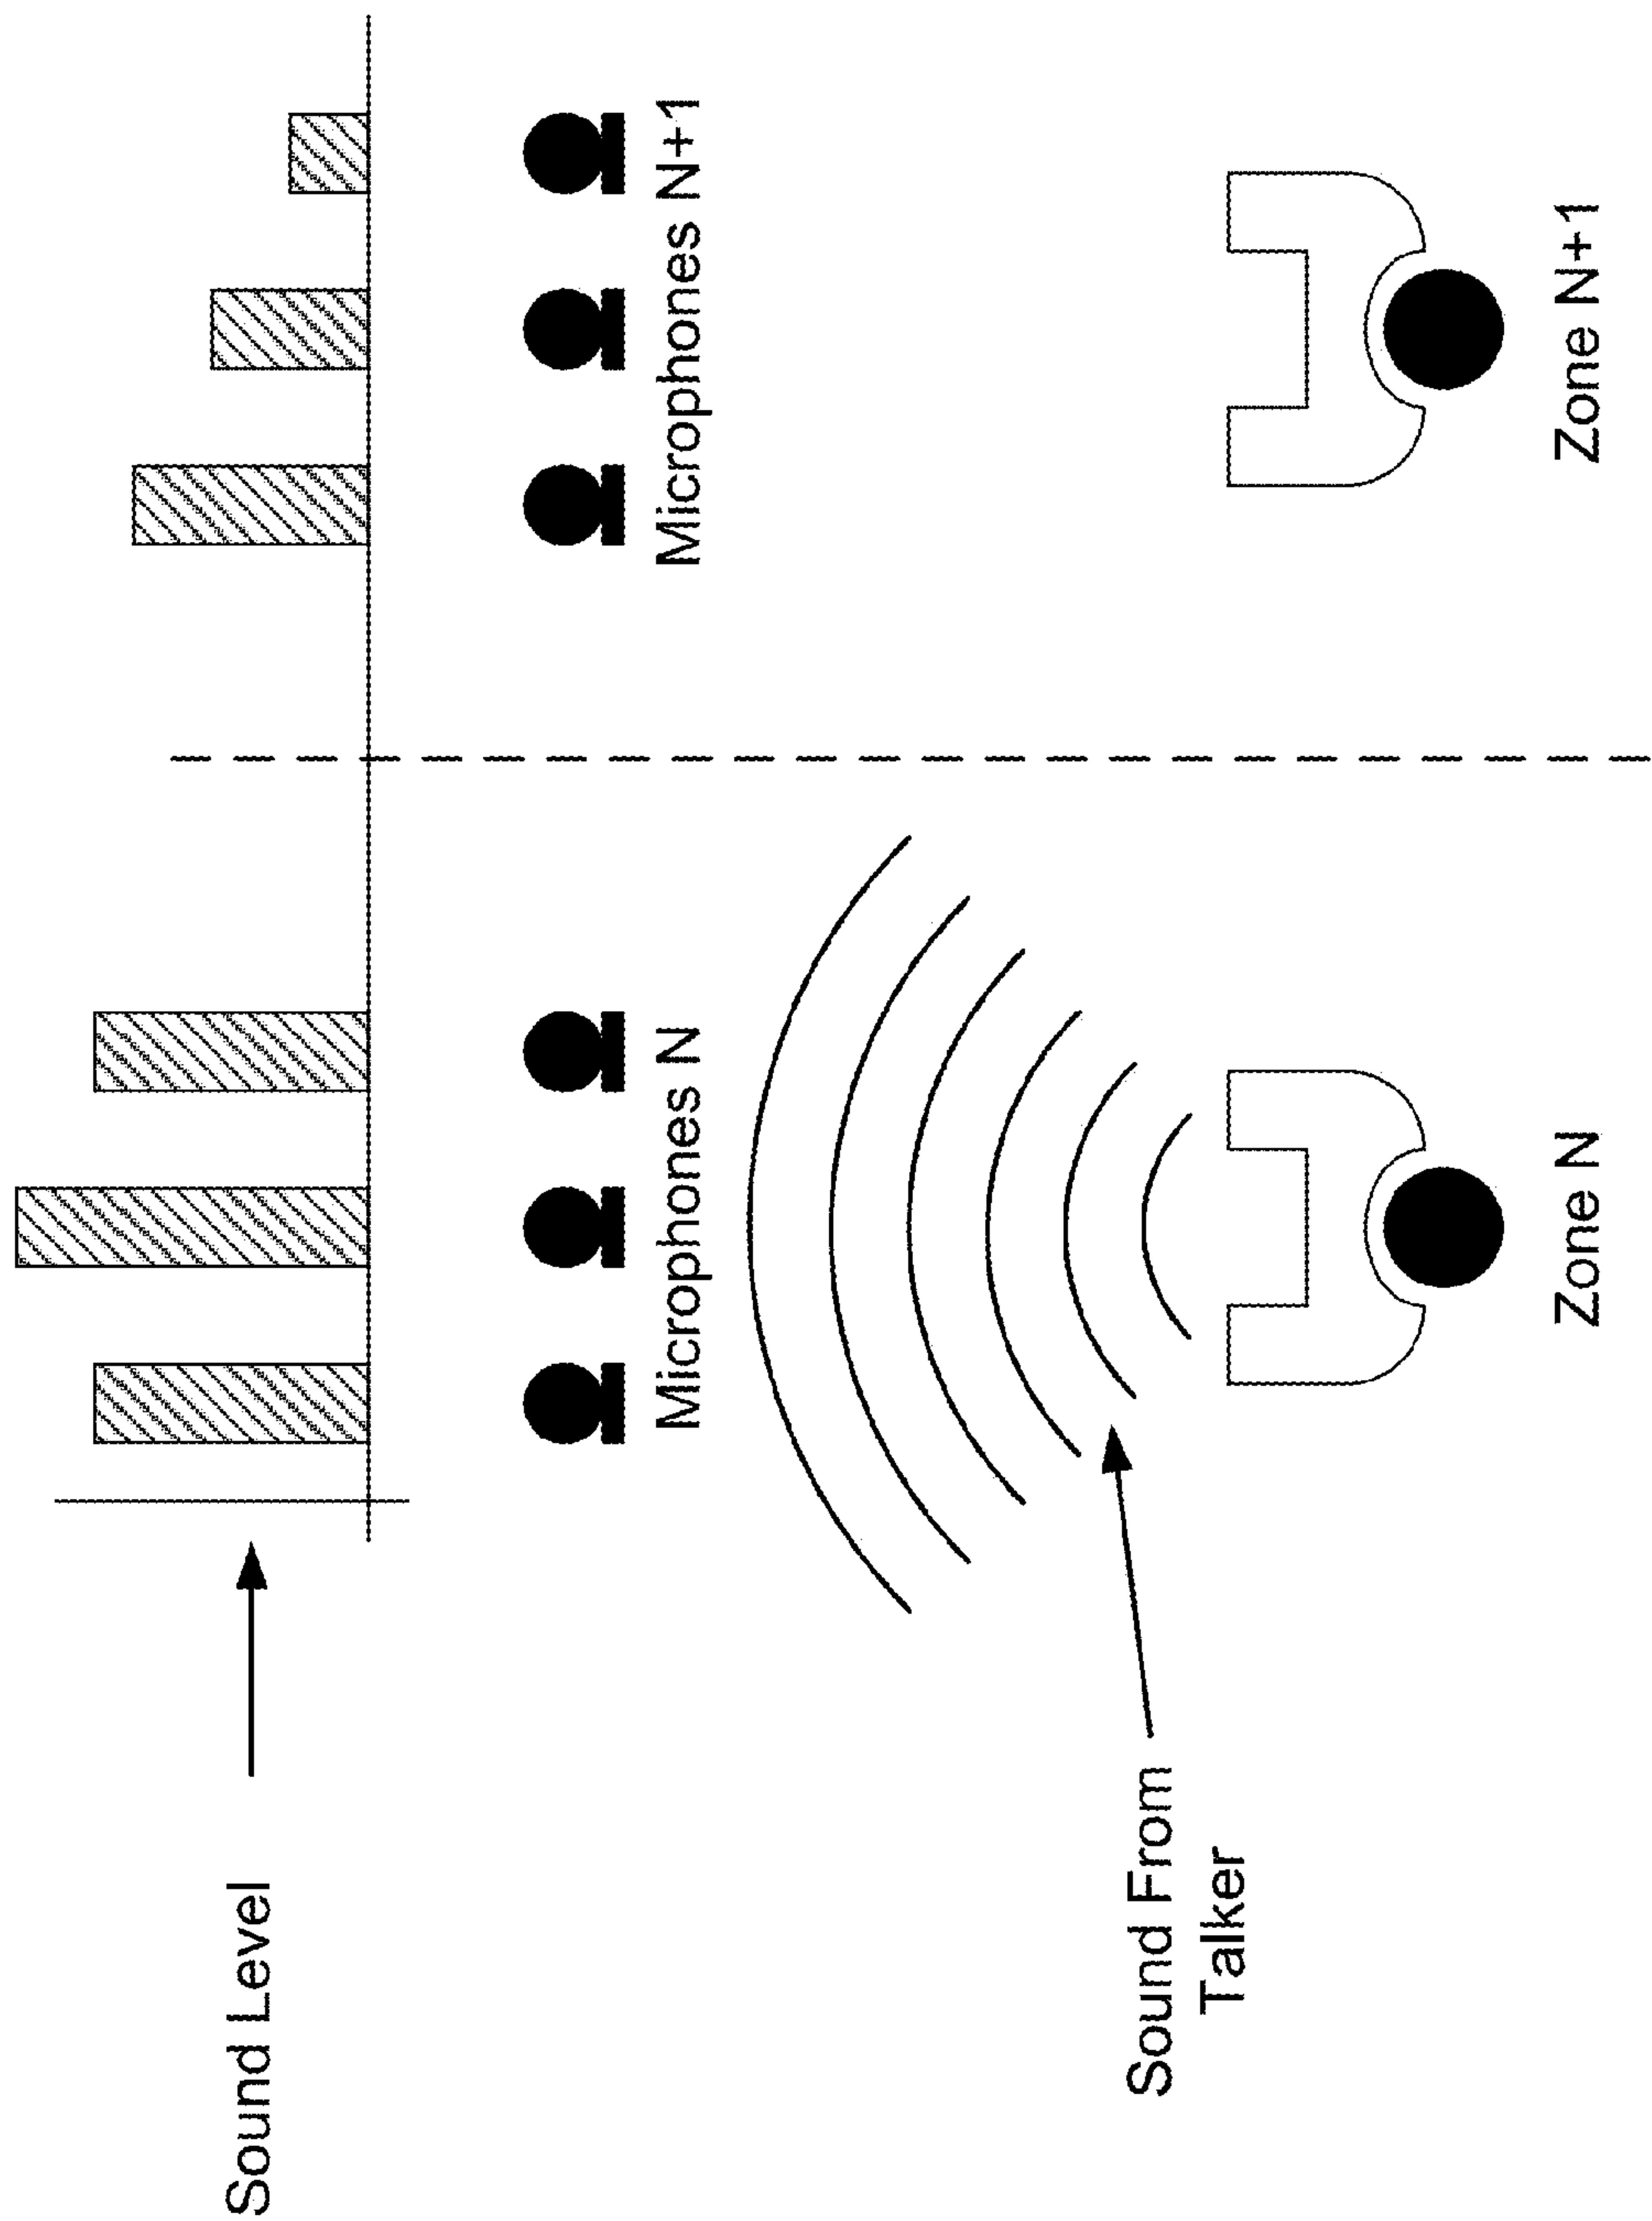 Sound Level
Microphones N
Microphones N+1
Sound From
Talker
Zone N
Zone N+1